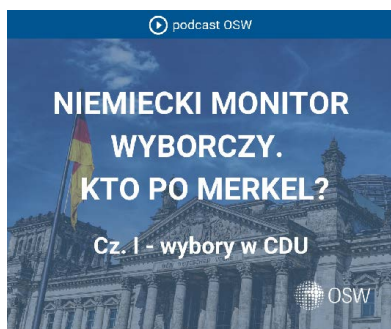 podcast OSW
NIEMIECKI MONITOR
WYBORCZY.
KTO PO MERKEL?
Cz. I - wybory w CDU
OSW